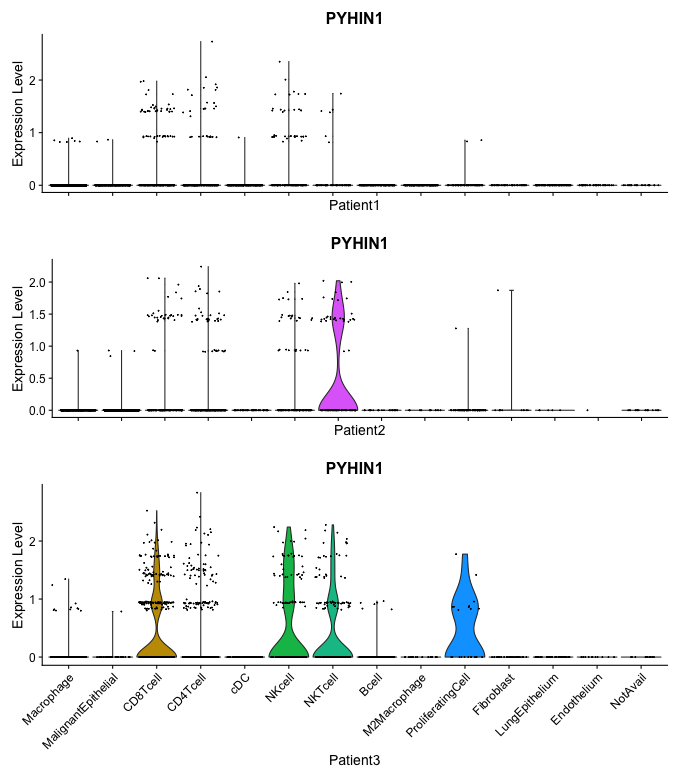 PYHIN1
Expression Level
2
1
0
Patient1
PYHIN1
Expression Level
2.0
1.5
1.0
0.5
0.0
Patient2
PYHIN1
Expression Level
2
1
0
Macrophage
MalignantEpithelial
CD8Tcell
CD4Tcell
cDC
NKcell
NKTcell
Bcell
M2Macrophage
ProliferatingCell
Fibroblast
LungEpithelium
Endothelium
NotAvail
Patient3